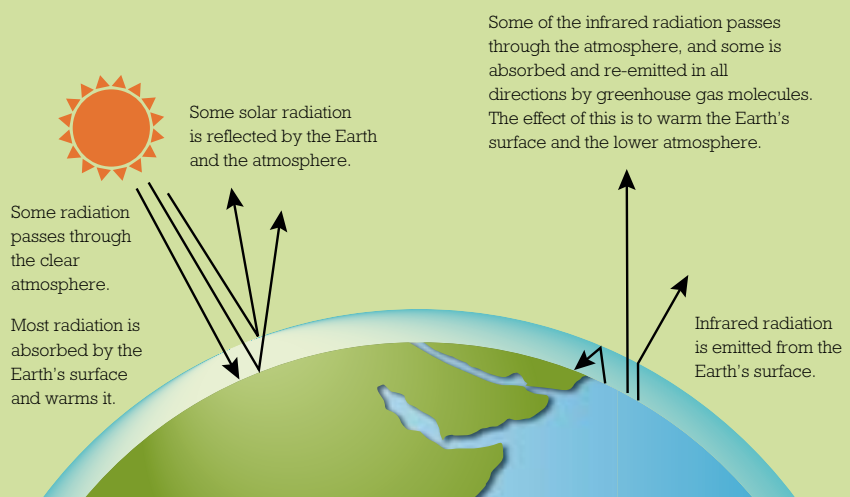 Some of the infrared radiation passes
through the atmosphere, and some is
absorbed and re-emitted in all
directions by greenhouse gas molecules.
The effect of this is to warm the Earth's
surface and the lower atmosphere.
Some solar radiation
is reflected by the Earth
and the atmosphere.
Some radiation
passes through
the clear
atmosphere.
Most radiation is
absorbed by the
Earth's surface
and warms it.
Infrared radiation
is emitted from the
Earth's surface.